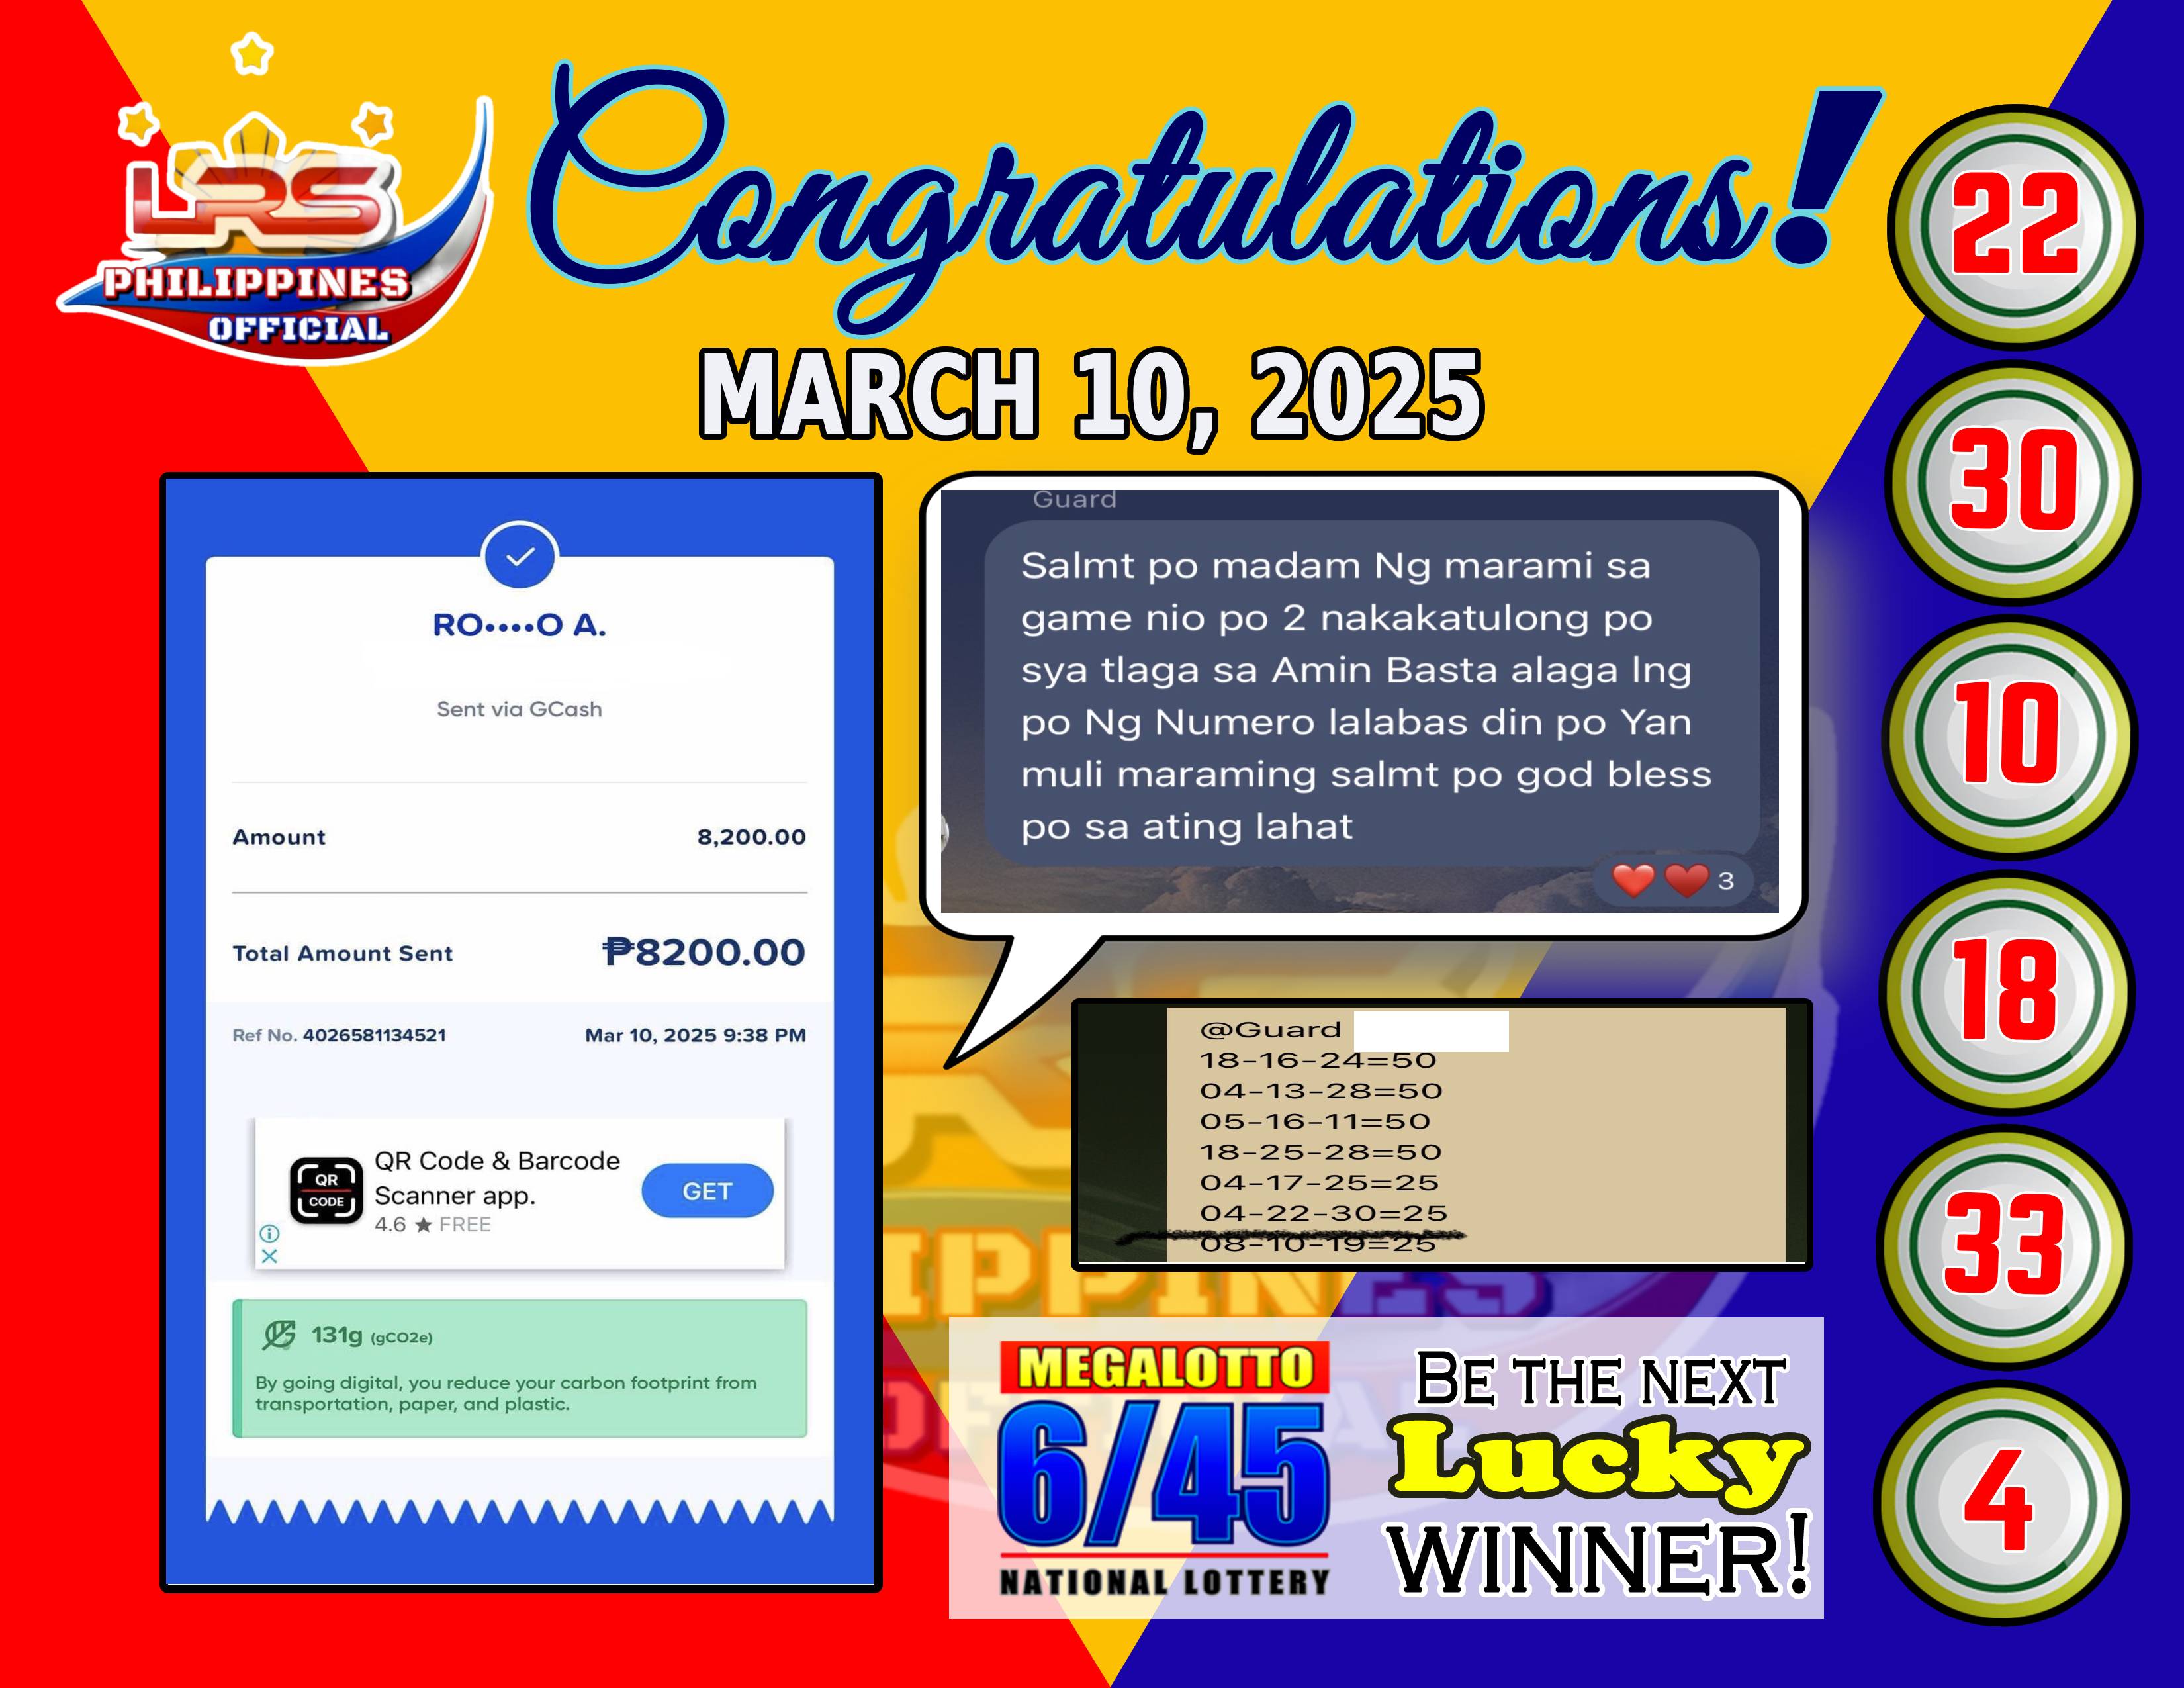 LRS
PHILIPPINES
OFFICIAL
Congratulations!
MARCH 10, 2025
RO••••O A.
Sent via GCash
Amount 8,200.00
Total Amount Sent ₱8200.00
Ref No. 4026581134521 Mar 10, 2025 9:38 PM
QR
CODE
QR Code & Barcode
Scanner app.
4.6 ★ FREE
GET
131g (gCO2e)
By going digital, you reduce your carbon footprint from
transportation, paper, and plastic.
Guard
Salmt po madam Ng marami sa
game nio po 2 nakakatulong po
sya tlaga sa Amin Basta alaga lng
po Ng Numero lalabas din po Yan
muli maraming salmt po god bless
po sa ating lahat
3
@Guard
18-16-24=50
04-13-28=50
05-16-11=50
18-25-28=50
04-17-25=25
04-22-30=25
08-10-19=25
MEGALOTTO
6/45
NATIONAL LOTTERY
BE THE NEXT
Lucky
WINNER!
22
30
10
18
33
4